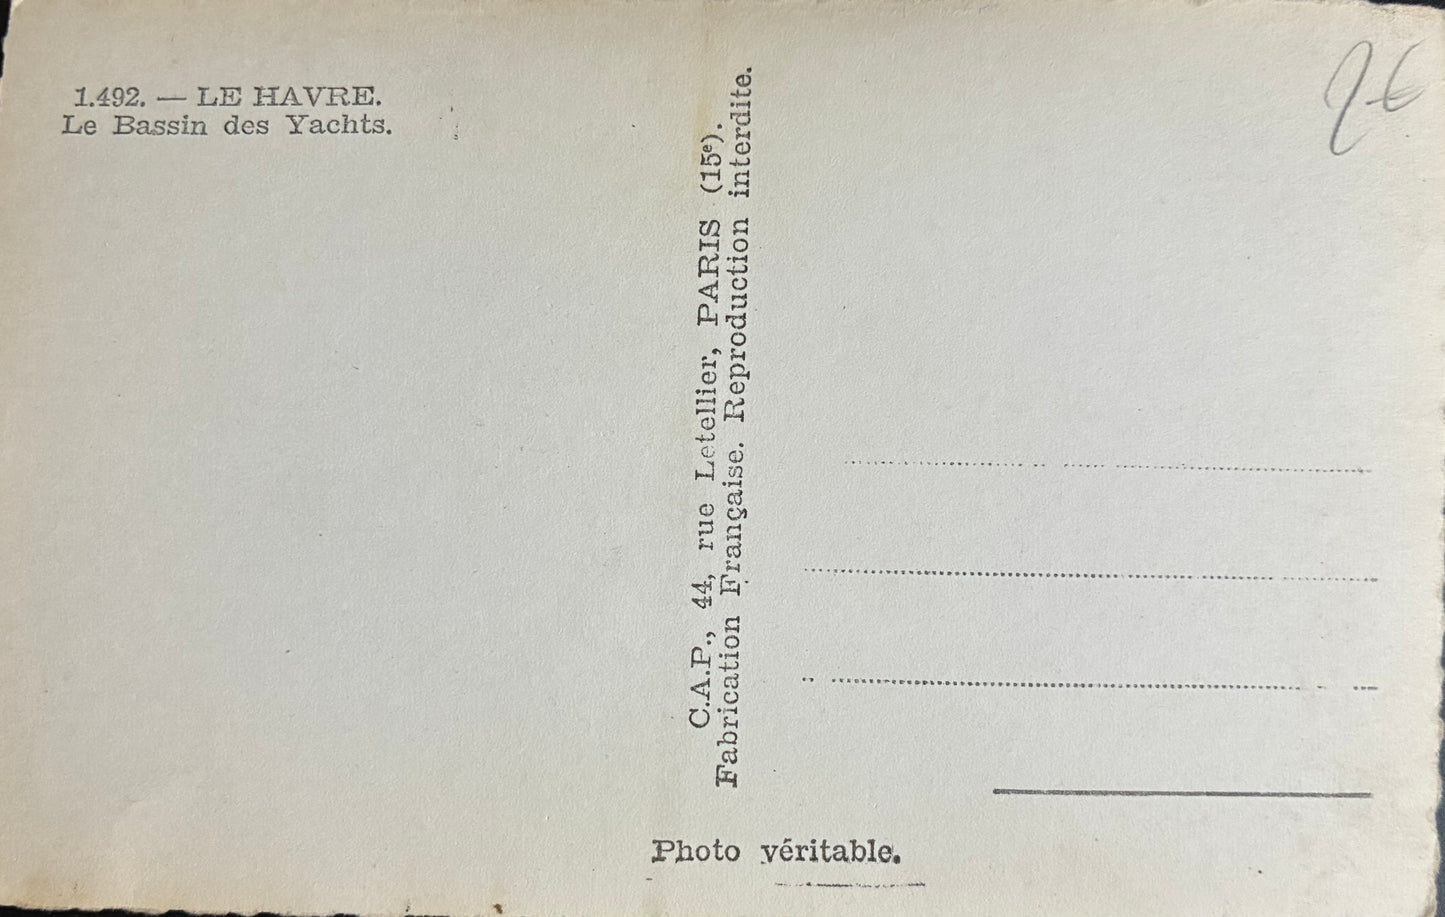 1.492. — LE HAVRE.
Le Bassin des Yachts.
C.A.P., 44, rue Letellier, PARIS (15e).
Fabrication Française. Reproduction interdite.
Photo véritable.